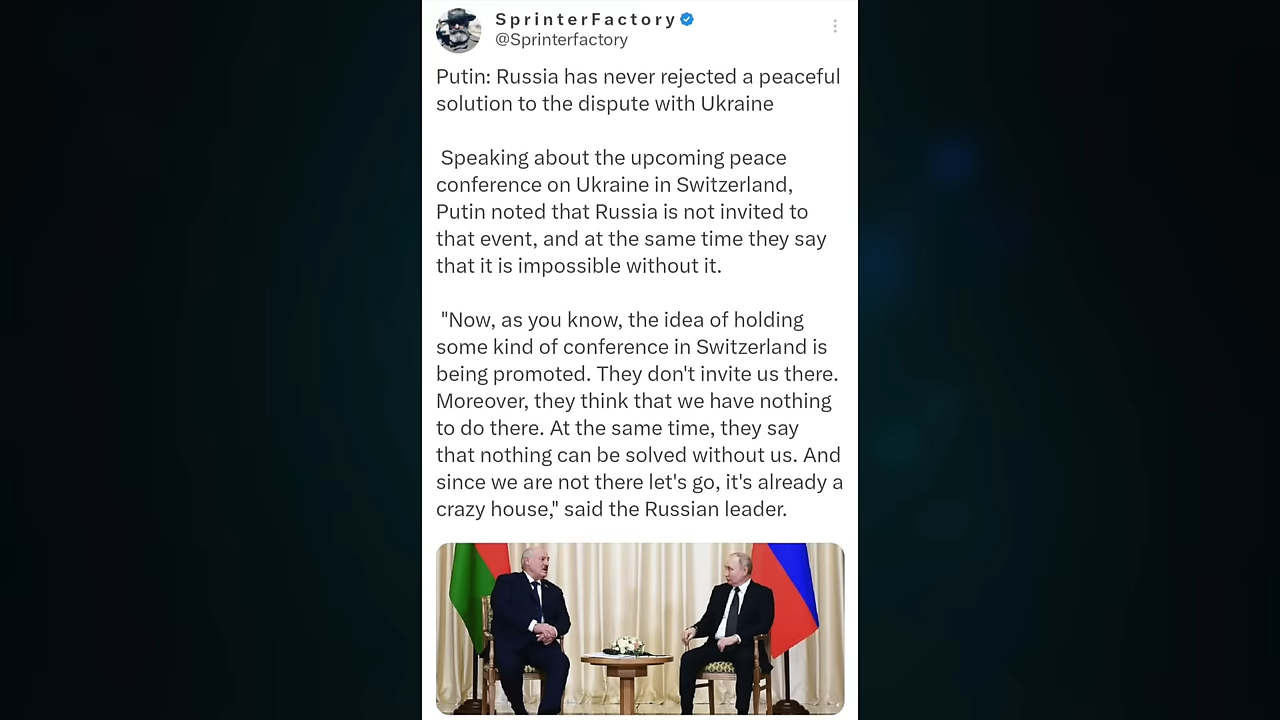 SprinterFactory
@Sprinterfactory
Putin: Russia has never rejected a peaceful
solution to the dispute with Ukraine
Speaking about the upcoming peace
conference on Ukraine in Switzerland,
Putin noted that Russia is not invited to
that event, and at the same time they say
that it is impossible without it.
"Now, as you know, the idea of holding
some kind of conference in Switzerland is
being promoted. They don't invite us there.
Moreover, they think that we have nothing
to do there. At the same time, they say
that nothing can be solved without us. And
since we are not there let's go, it's already a
crazy house," said the Russian leader.